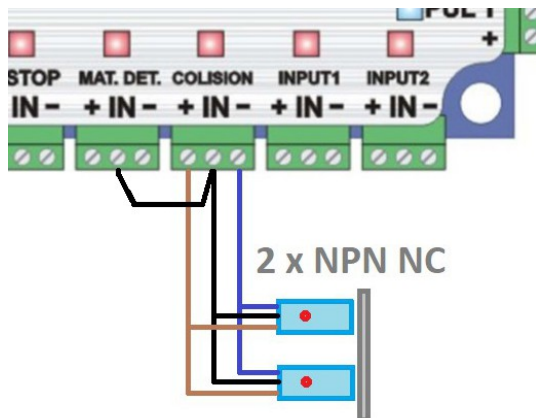 PUL 1
+
STOP MAT. DET. COLISION INPUT1 INPUT2
IN - + IN - + IN - + IN - + IN -
2 x NPN NC